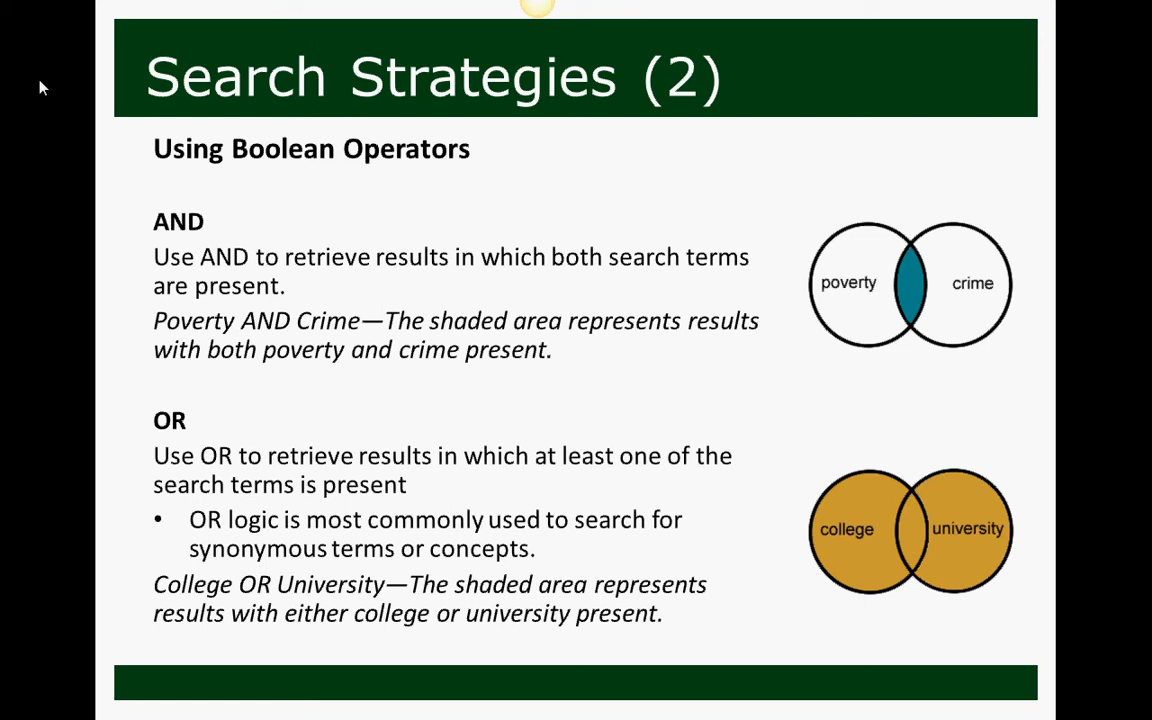 Search Strategies (2)
Using Boolean Operators
AND
Use AND to retrieve results in which both search terms
are present.
Poverty AND Crime—The shaded area represents results
with both poverty and crime present.
poverty
crime
OR
Use OR to retrieve results in which at least one of the
search terms is present
• OR logic is most commonly used to search for
synonymous terms or concepts.
College OR University—The shaded area represents
results with either college or university present.
college
university